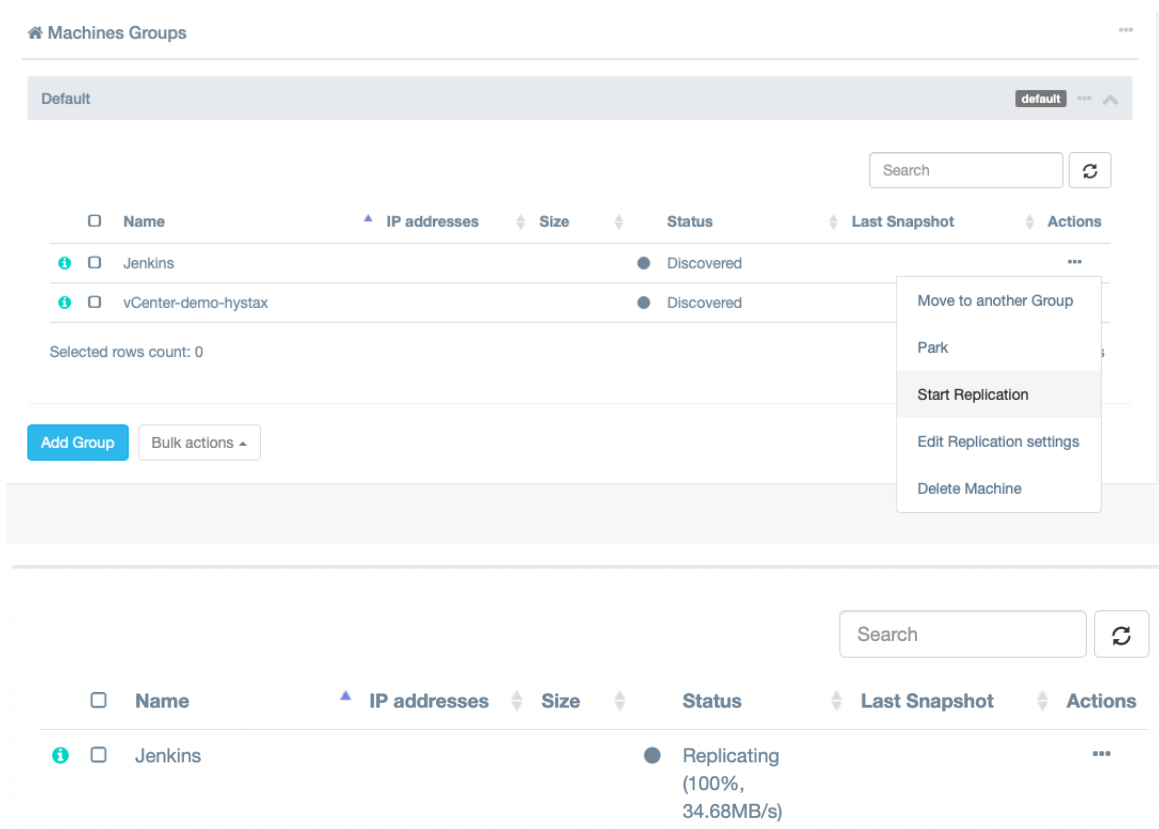 Machines Groups
Default
default
Search
Name IP addresses Size Status Last Snapshot Actions
Jenkins Discovered
Move to another Group
vCenter-demo-hystax Discovered
Selected rows count: 0
Park
Start Replication
Add Group Bulk actions
Edit Replication settings
Delete Machine
Search
Name IP addresses Size Status Last Snapshot Actions
Jenkins Replicating
(100%,
34.68MB/s)